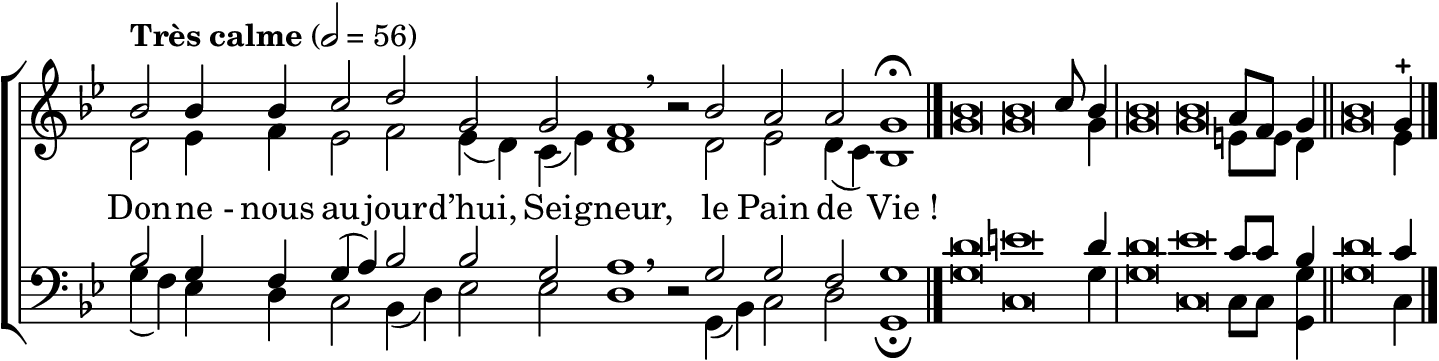 Très calme (𝅗𝅥 = 56)
Donne - nous aujourd’hui, Seigneur, le Pain de Vie !